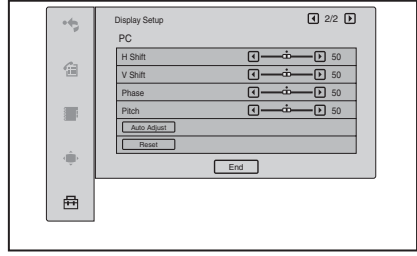 Display Setup 2/2
PC
H Shift 50
V Shift 50
Phase 50
Pitch 50
Auto Adjust
Reset
End